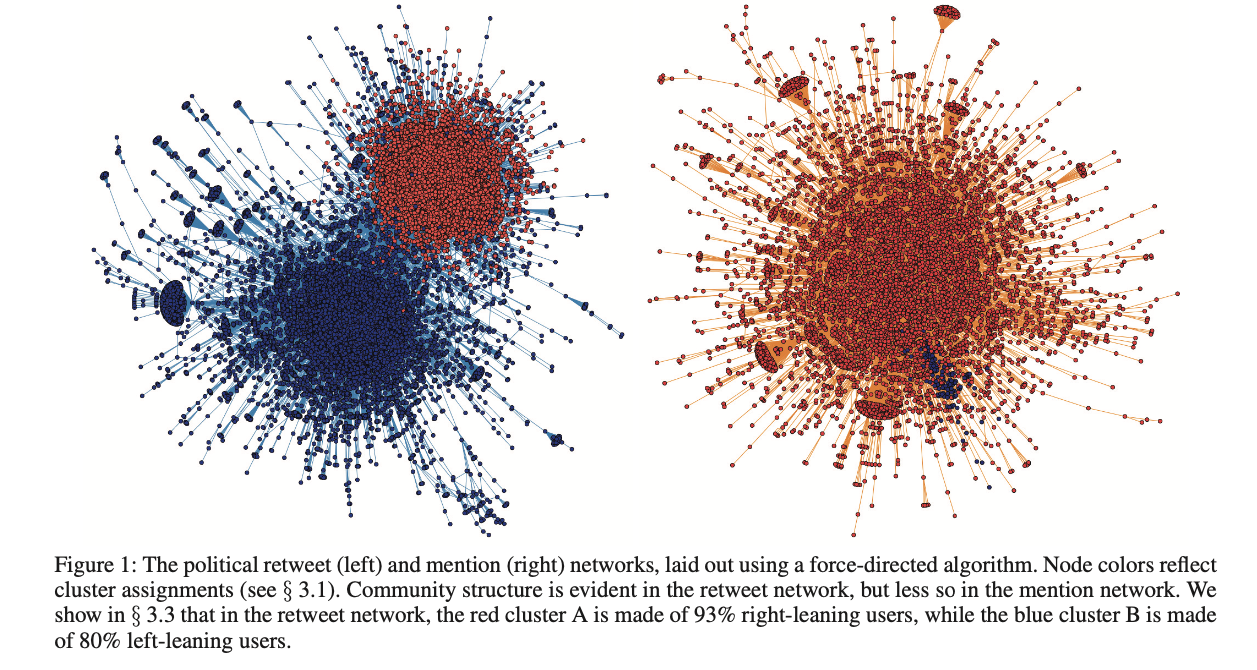 Figure 1: The political retweet (left) and mention (right) networks, laid out using a force-directed algorithm. Node colors reflect
cluster assignments (see § 3.1). Community structure is evident in the retweet network, but less so in the mention network. We
show in § 3.3 that in the retweet network, the red cluster A is made of 93% right-leaning users, while the blue cluster B is made
of 80% left-leaning users.